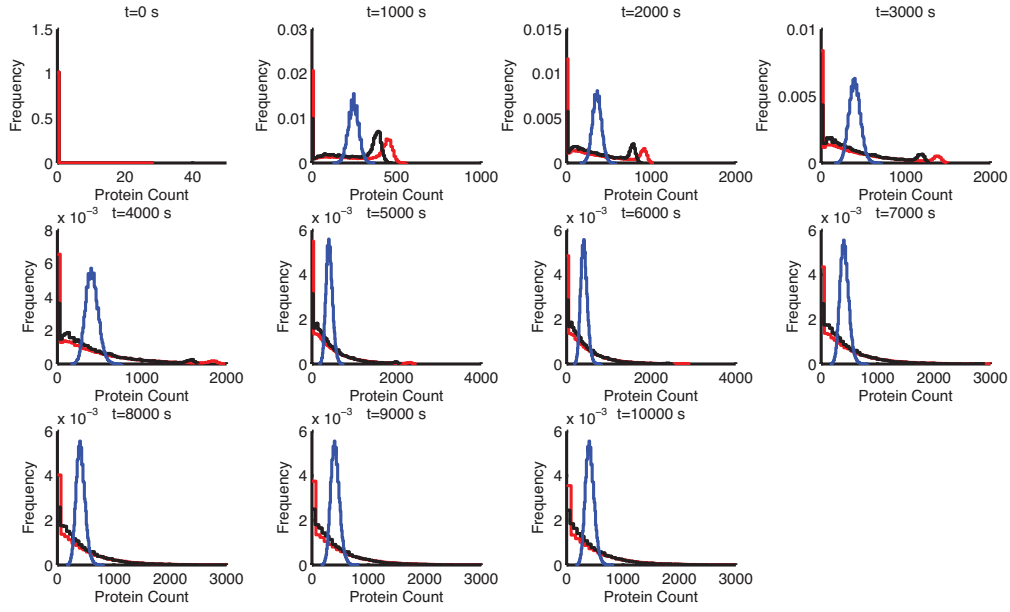 t=0 s
1.5
1
0.5
0
0
20
40
Frequency
Protein Count
t=1000 s
0.03
0.02
0.01
0
0
500
1000
Frequency
Protein Count
t=2000 s
0.015
0.01
0.005
0
0
1000
2000
Frequency
Protein Count
t=3000 s
0.01
0.005
0
0
1000
2000
Frequency
Protein Count
x 10⁻³
t=4000 s
8
6
4
2
0
0
1000
2000
Frequency
Protein Count
x 10⁻³
t=5000 s
6
4
2
0
0
2000
4000
Frequency
Protein Count
x 10⁻³
t=6000 s
6
4
2
0
0
2000
4000
Frequency
Protein Count
x 10⁻³
t=7000 s
6
4
2
0
0
1000
2000
3000
Frequency
Protein Count
x 10⁻³
t=8000 s
6
4
2
0
0
1000
2000
3000
Frequency
Protein Count
x 10⁻³
t=9000 s
6
4
2
0
0
1000
2000
3000
Frequency
Protein Count
x 10⁻³
t=10000 s
6
4
2
0
0
1000
2000
3000
Frequency
Protein Count